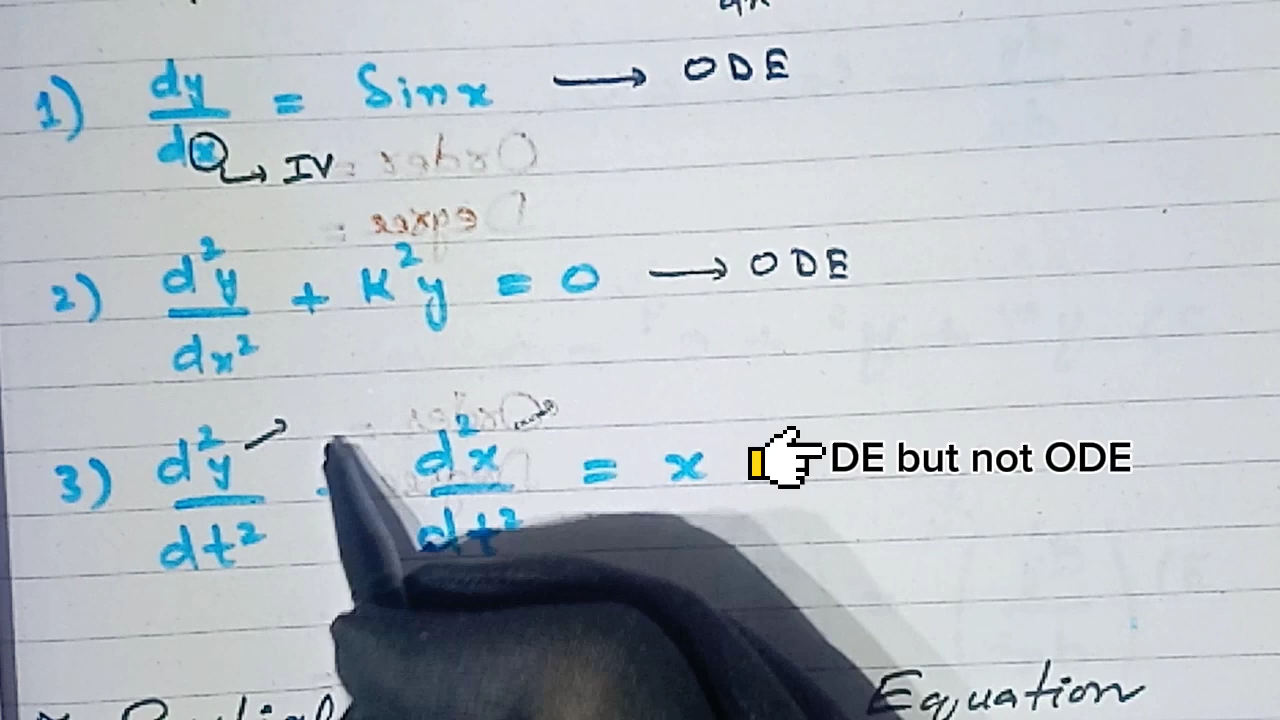 1) dy/dx = Sinx → ODE
→ IV
2) d²y/dx² + K²y = 0 → ODE
3) d²y/dt² d²x/dt² = x DE but not ODE
Equation